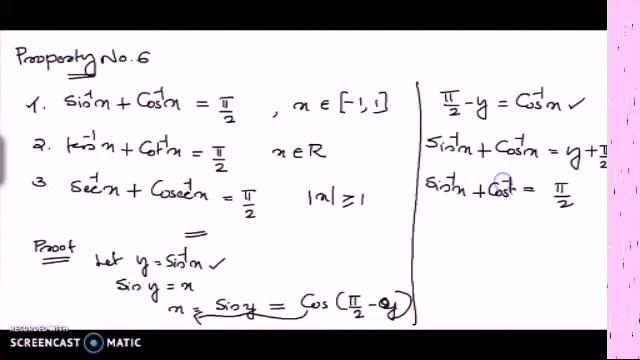 Property No. 6
1. Sin⁻¹x + Cos⁻¹x = π/2 , x ∈ [-1, 1]
2. tan⁻¹x + Cot⁻¹x = π/2 x ∈ R
3. Sec⁻¹x + Cosec⁻¹x = π/2 |x| ≥ 1
Proof Let y = Sin⁻¹x ✓
Sin y = x
x = Sin y = Cos (π/2 - y)
π/2 - y = Cos⁻¹x ✓
Sin⁻¹x + Cos⁻¹x = y + π/2
Sin⁻¹x + Cos⁻¹ = π/2
RECORDED WITH
SCREENCAST MATIC